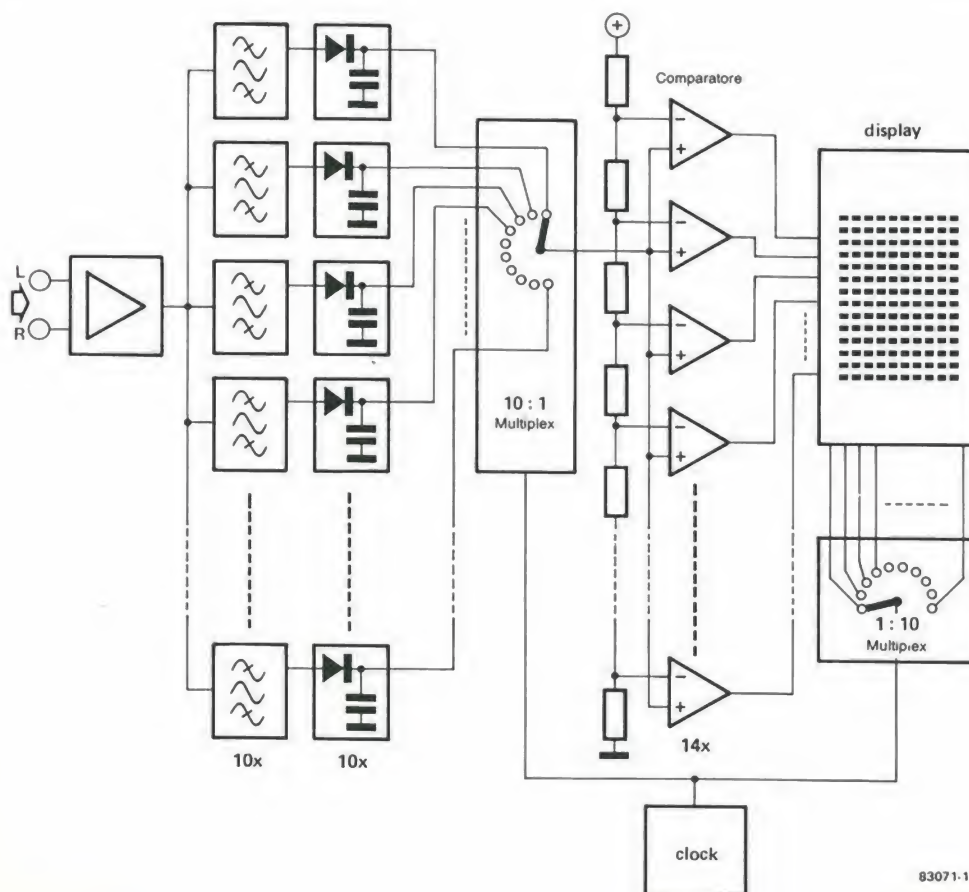 Comparatore
display
L
R
10 : 1
Multiplex
1 : 10
Multiplex
10x
10x
14x
clock
83071-1